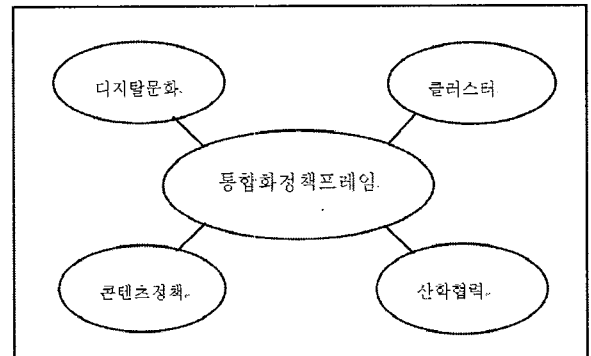 디지탈문화
클러스터
통합화정책프레임
콘텐츠정책
산학협력